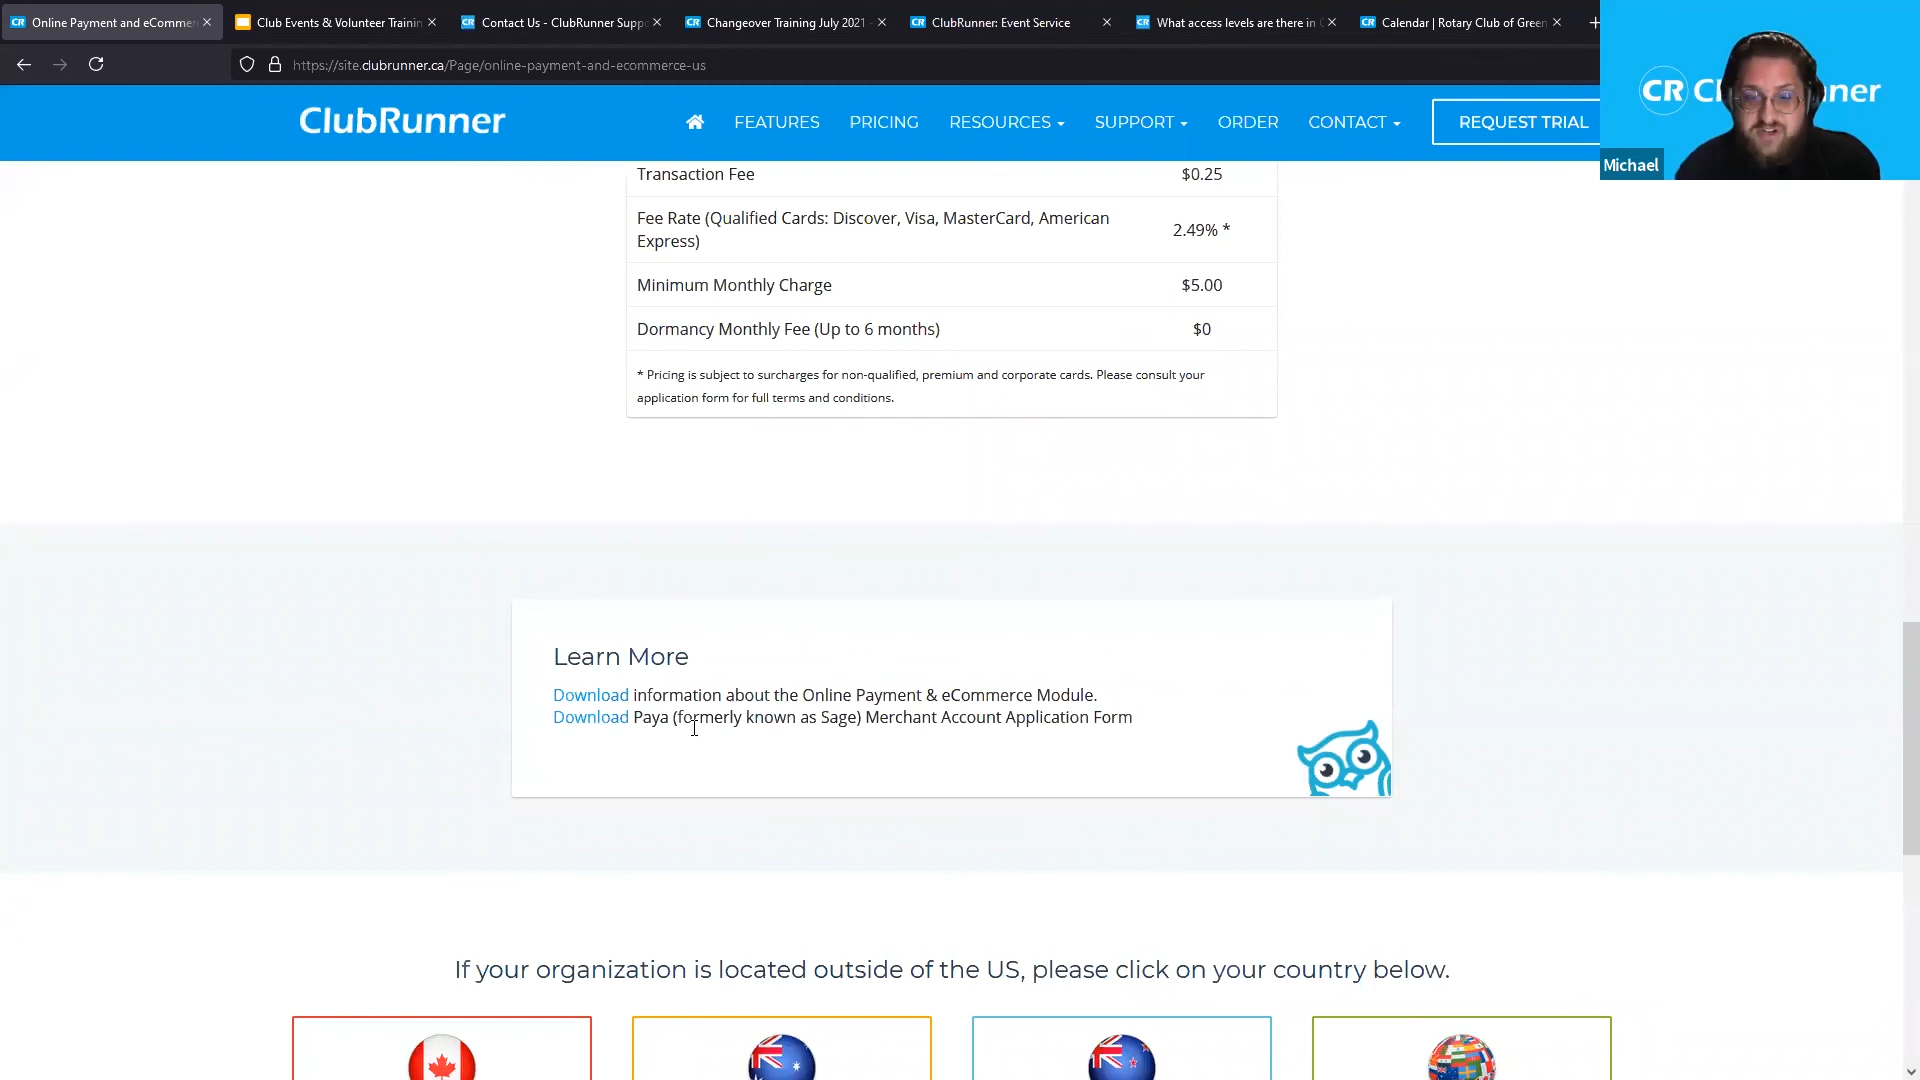 Online Payment and eCommer
Club Events & Volunteer Trainin
Contact Us - ClubRunner Suppo
Changeover Training July 2021 -
ClubRunner: Event Service
What access levels are there in C
Calendar | Rotary Club of Green
https://site.clubrunner.ca/Page/online-payment-and-ecommerce-us
ClubRunner
FEATURES
PRICING
RESOURCES
SUPPORT
ORDER
CONTACT
REQUEST TRIAL
CR Cl nner
Michael
Transaction Fee $0.25
Fee Rate (Qualified Cards: Discover, Visa, MasterCard, American
Express) 2.49% *
Minimum Monthly Charge $5.00
Dormancy Monthly Fee (Up to 6 months) $0
* Pricing is subject to surcharges for non-qualified, premium and corporate cards. Please consult your
application form for full terms and conditions.
Learn More
Download information about the Online Payment & eCommerce Module.
Download Paya (formerly known as Sage) Merchant Account Application Form
If your organization is located outside of the US, please click on your country below.